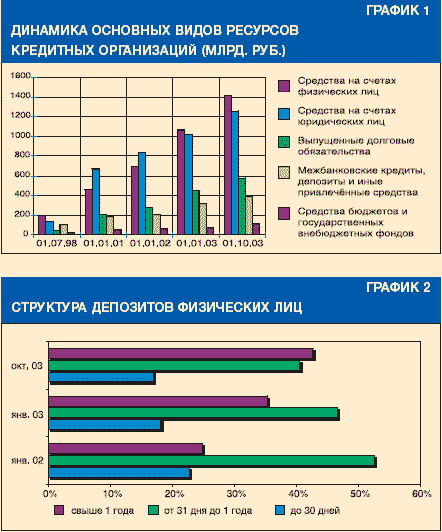 ГРАФИК 1
ДИНАМИКА ОСНОВНЫХ ВИДОВ РЕСУРСОВ
КРЕДИТНЫХ ОРГАНИЗАЦИЙ (МЛРД. РУБ.)
1600
1400
1200
1000
800
600
400
200
0
01,07,98 01,01,01 01,01,02 01,01,03 01,10,03
Средства на счетах
физических лиц
Средства на счетах
юридических лиц
Выпущенные долговые
обязательства
Межбанковские кредиты,
депозиты и иные
привлечённые средства
Средства бюджетов и
государственных
внебюджетных фондов
ГРАФИК 2
СТРУКТУРА ДЕПОЗИТОВ ФИЗИЧЕСКИХ ЛИЦ
окт, 03
янв. 03
янв. 02
0% 10% 20% 30% 40% 50% 60%
свыше 1 года от 31 дня до 1 года до 30 дней